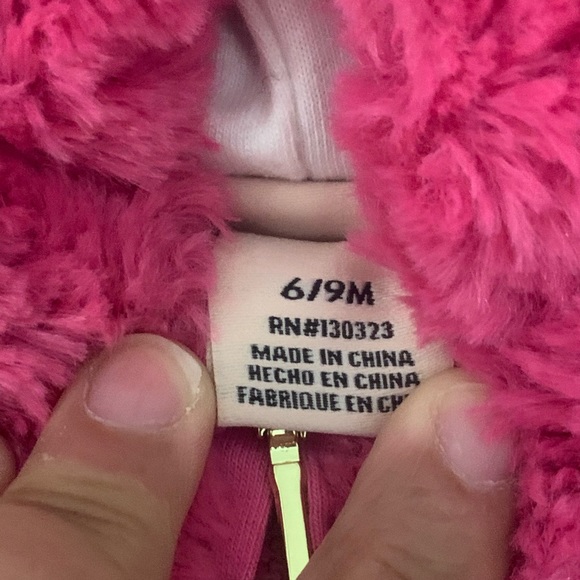 6/9M
RN#130323
MADE IN CHINA
HECHO EN CHINA
FABRIQUE EN